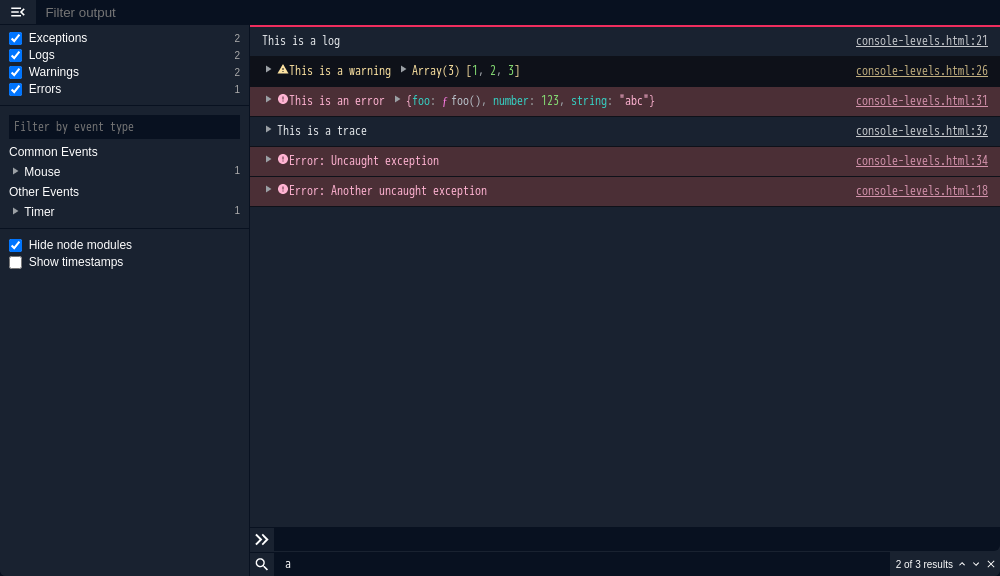 Filter output
Exceptions 2
Logs 2
Warnings 2
Errors 1
Filter by event type
Common Events
Mouse 1
Other Events
Timer 1
Hide node modules
Show timestamps
This is a log console-levels.html:21
This is a warning Array(3) [1, 2, 3] console-levels.html:26
This is an error {foo: ƒ foo(), number: 123, string: "abc"} console-levels.html:31
This is a trace console-levels.html:32
Error: Uncaught exception console-levels.html:34
Error: Another uncaught exception console-levels.html:18
a 2 of 3 results